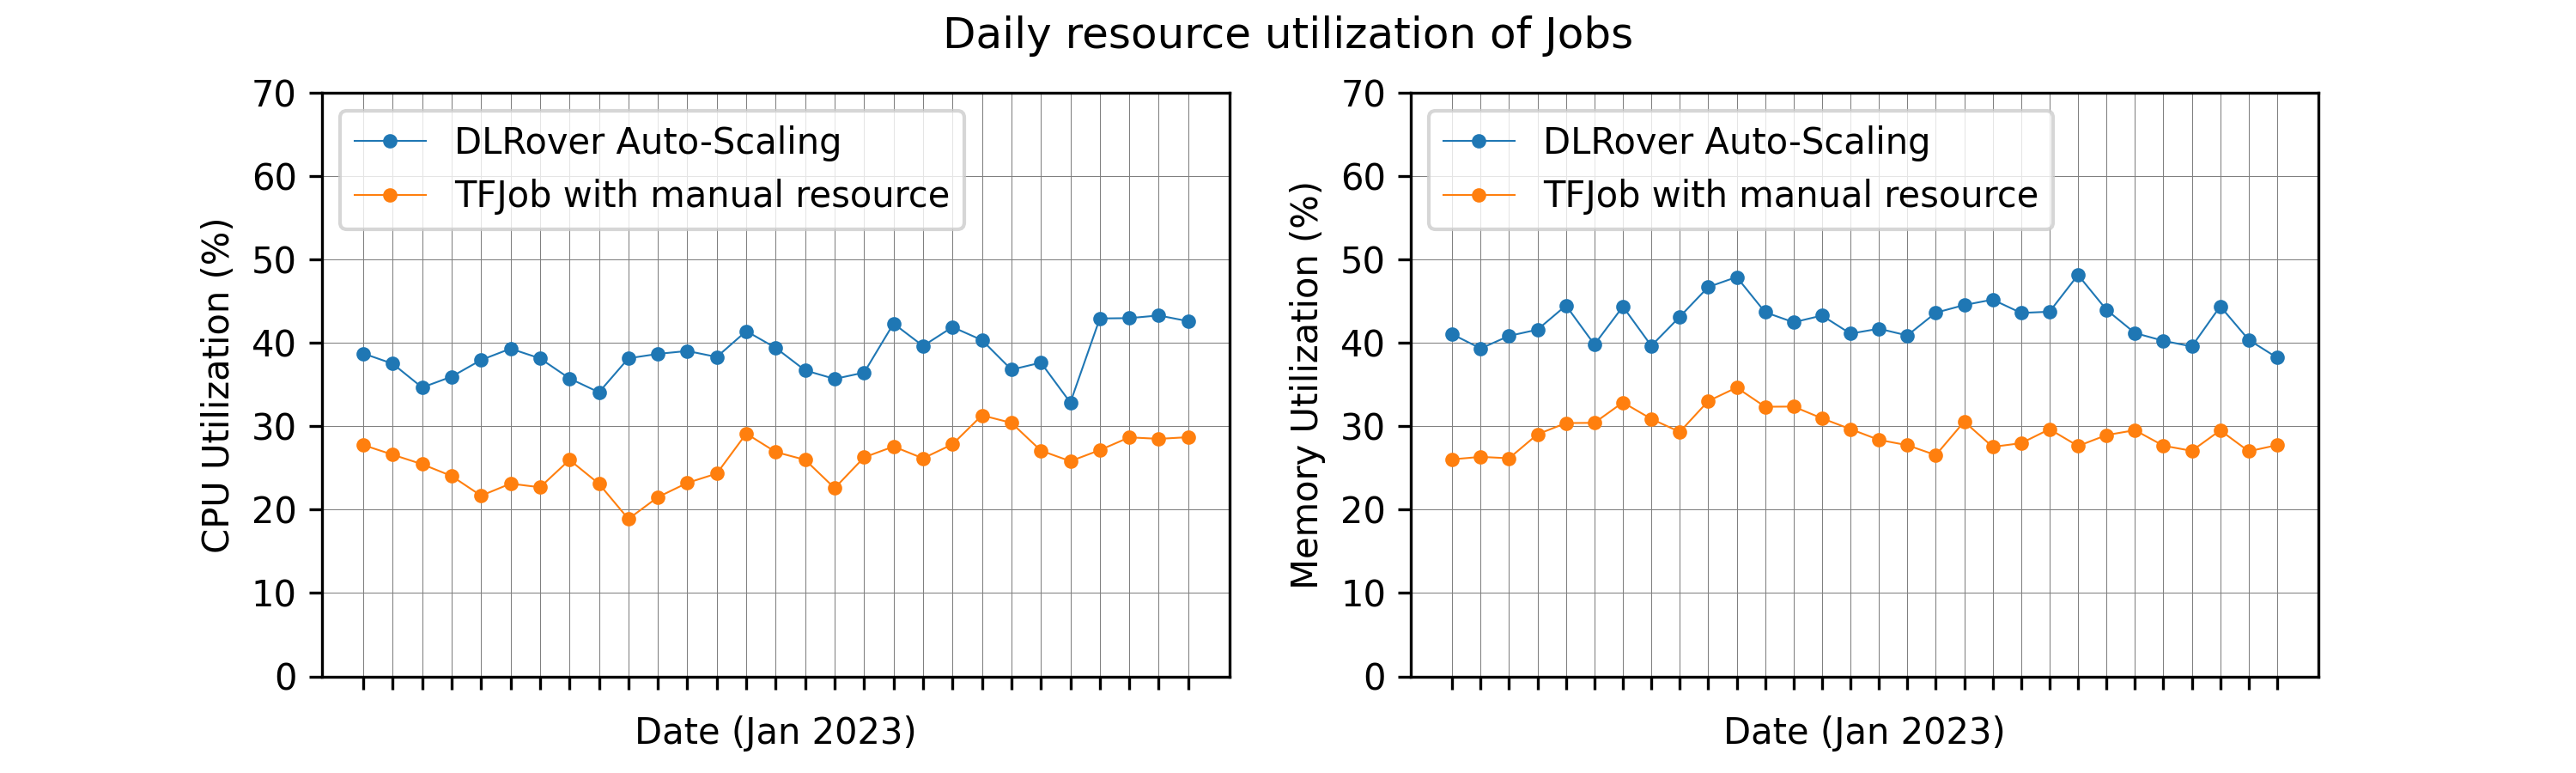 Daily resource utilization of Jobs
CPU Utilization (%)
70
60
50
40
30
20
10
0
DLRover Auto-Scaling
TFJob with manual resource
Date (Jan 2023)
Memory Utilization (%)
70
60
50
40
30
20
10
0
DLRover Auto-Scaling
TFJob with manual resource
Date (Jan 2023)